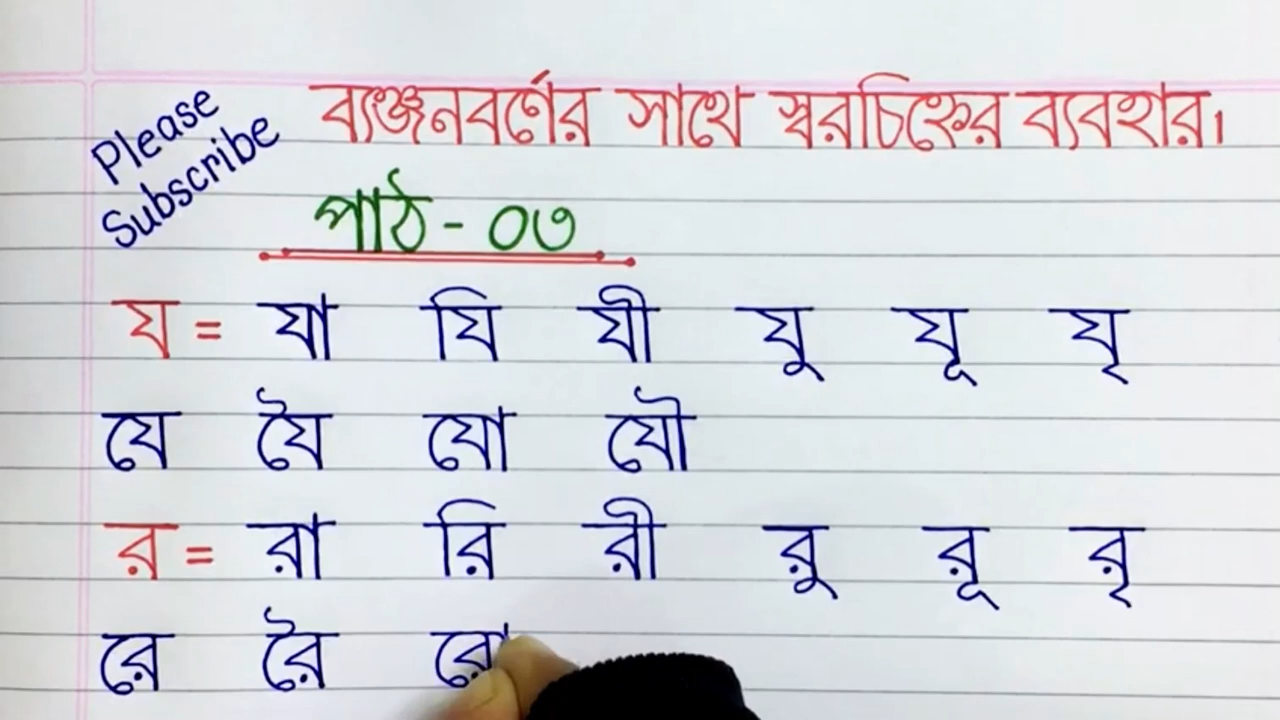 Please
Subscribe
ব্যঞ্জনবর্ণের সাথে স্বরচিহ্নের ব্যবহার।
পাঠ - ০৩
য = যা যি যী যু যূ যৃ
যে যৈ যো যৌ
র = রা রি রী রু রূ রৃ
রে রৈ রো